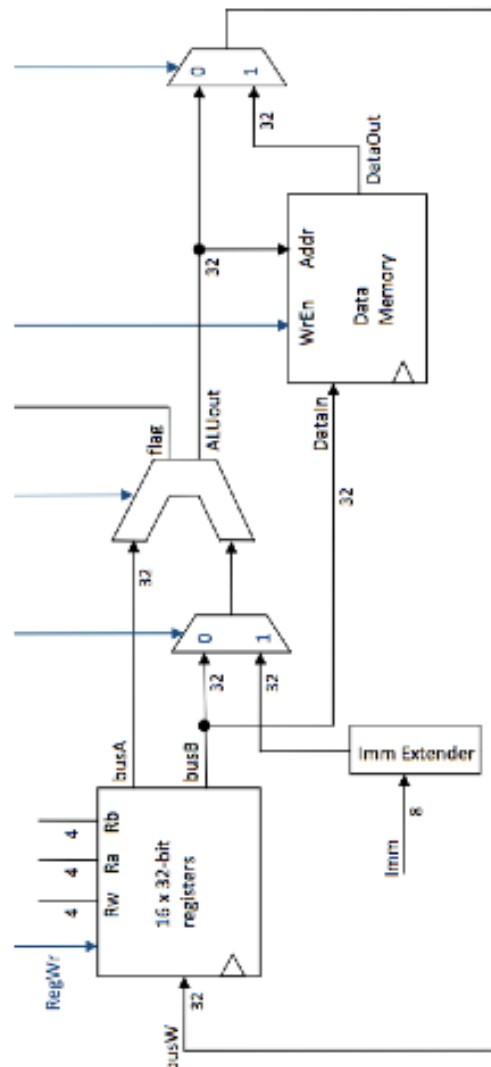 RegWr
4
4
4
Rw
Ra
Rb
16 x 32-bit
registers
busW
32
busA
busB
32
32
0
1
32
Imm
8
Imm Extender
flag
ALUout
DataIn
32
32
WrEn
Addr
Data
Memory
DataOut
32
0
1